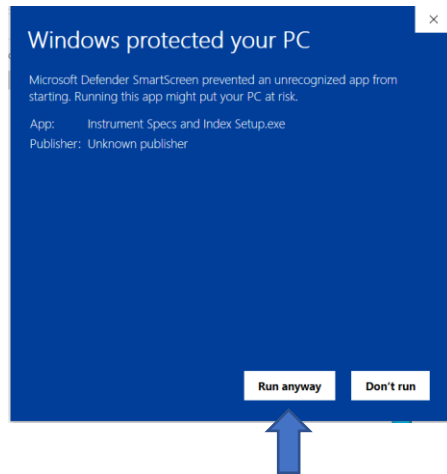 Windows protected your PC
Microsoft Defender SmartScreen prevented an unrecognized app from
starting. Running this app might put your PC at risk.
App: Instrument Specs and Index Setup.exe
Publisher: Unknown publisher
Run anyway Don't run